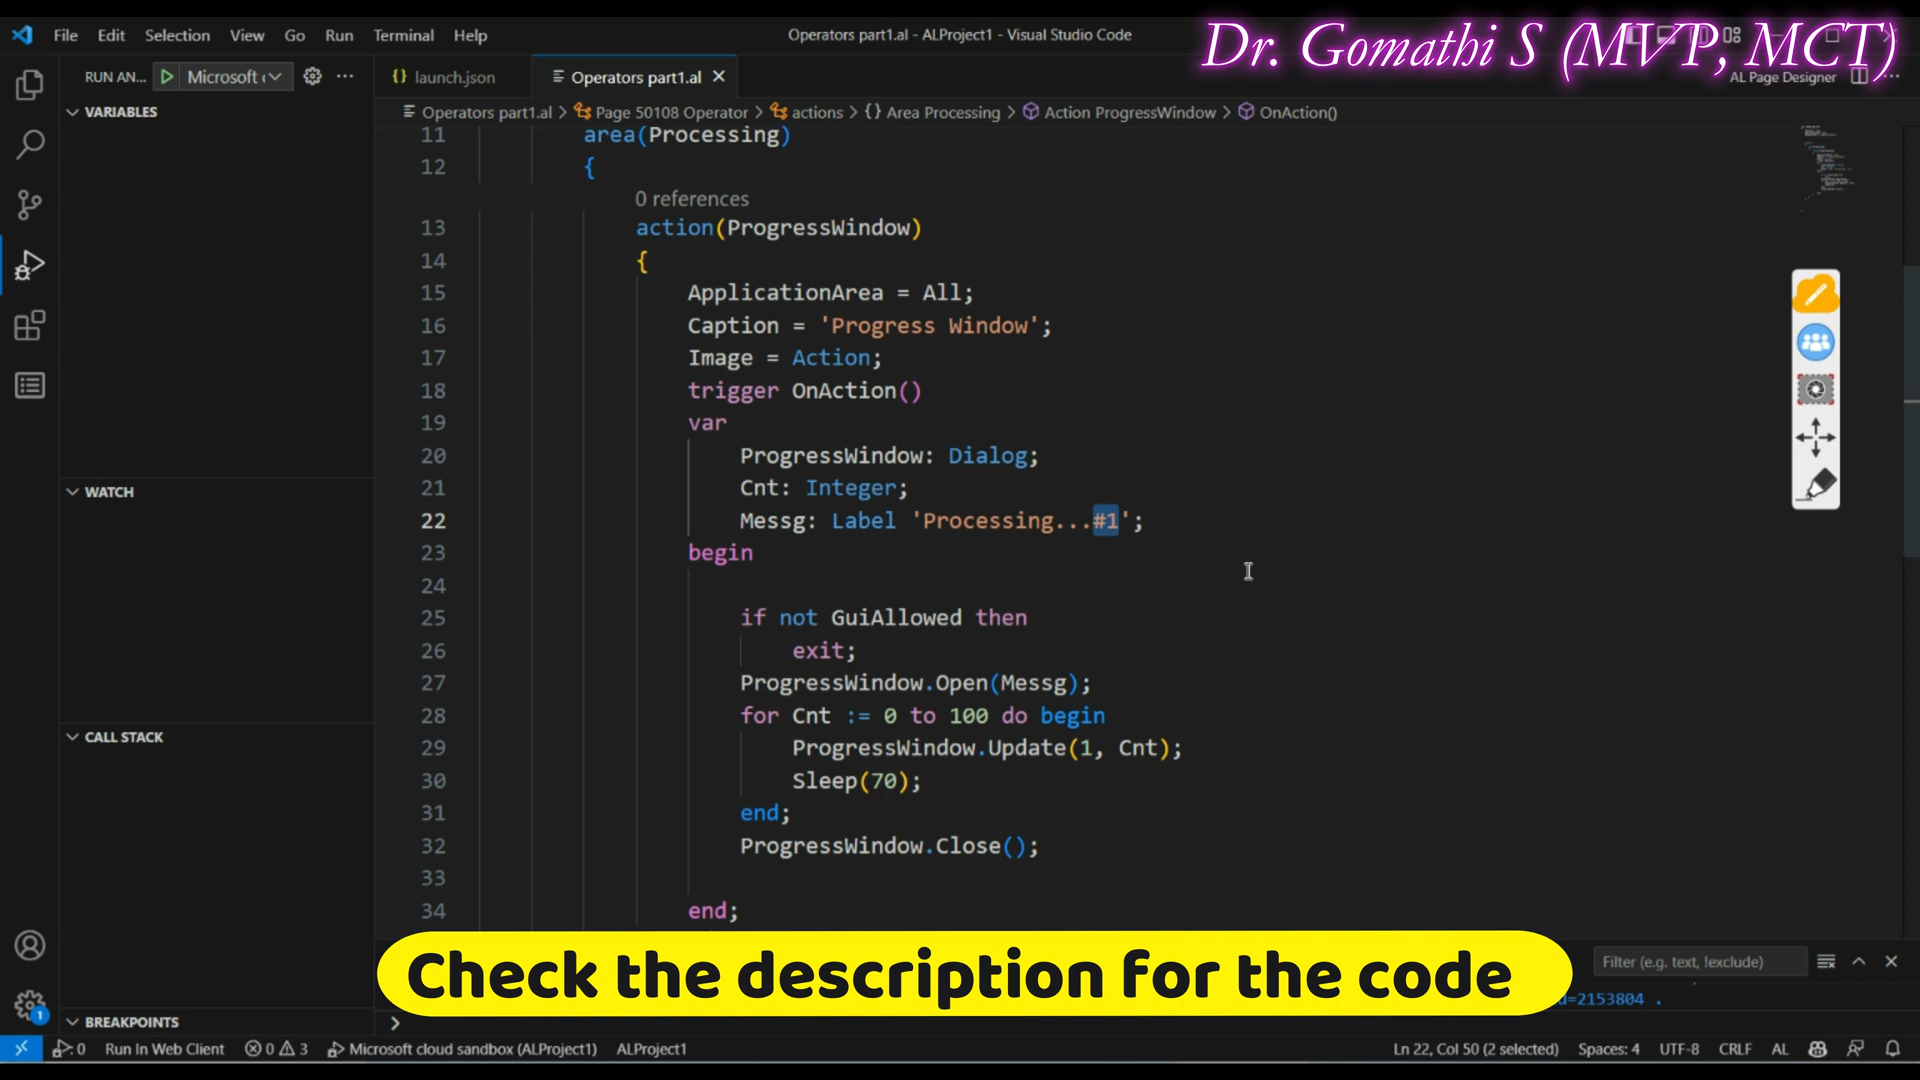 File Edit Selection View Go Run Terminal Help
Operators part1.al - ALProject1 - Visual Studio Code
Dr. Gomathi S (MVP, MCT)
RUN AN... Microsoft
launch.json
Operators part1.al
AL Page Designer
Operators part1.al > Page 50108 Operator > actions > {} Area Processing > Action ProgressWindow > OnAction()
VARIABLES
WATCH
CALL STACK
BREAKPOINTS
11 area(Processing)
12 {
0 references
13 action(ProgressWindow)
14 {
15 ApplicationArea = All;
16 Caption = 'Progress Window';
17 Image = Action;
18 trigger OnAction()
19 var
20 ProgressWindow: Dialog;
21 Cnt: Integer;
22 Messg: Label 'Processing...#1';
23 begin
24
25 if not GuiAllowed then
26 exit;
27 ProgressWindow.Open(Messg);
28 for Cnt := 0 to 100 do begin
29 ProgressWindow.Update(1, Cnt);
30 Sleep(70);
31 end;
32 ProgressWindow.Close();
33
34 end;
Check the description for the code
Filter (e.g. text, !exclude)
=2153804 .
1
0 Run In Web Client 0 3 Microsoft cloud sandbox (ALProject1) ALProject1
Ln 22, Col 50 (2 selected) Spaces: 4 UTF-8 CRLF AL